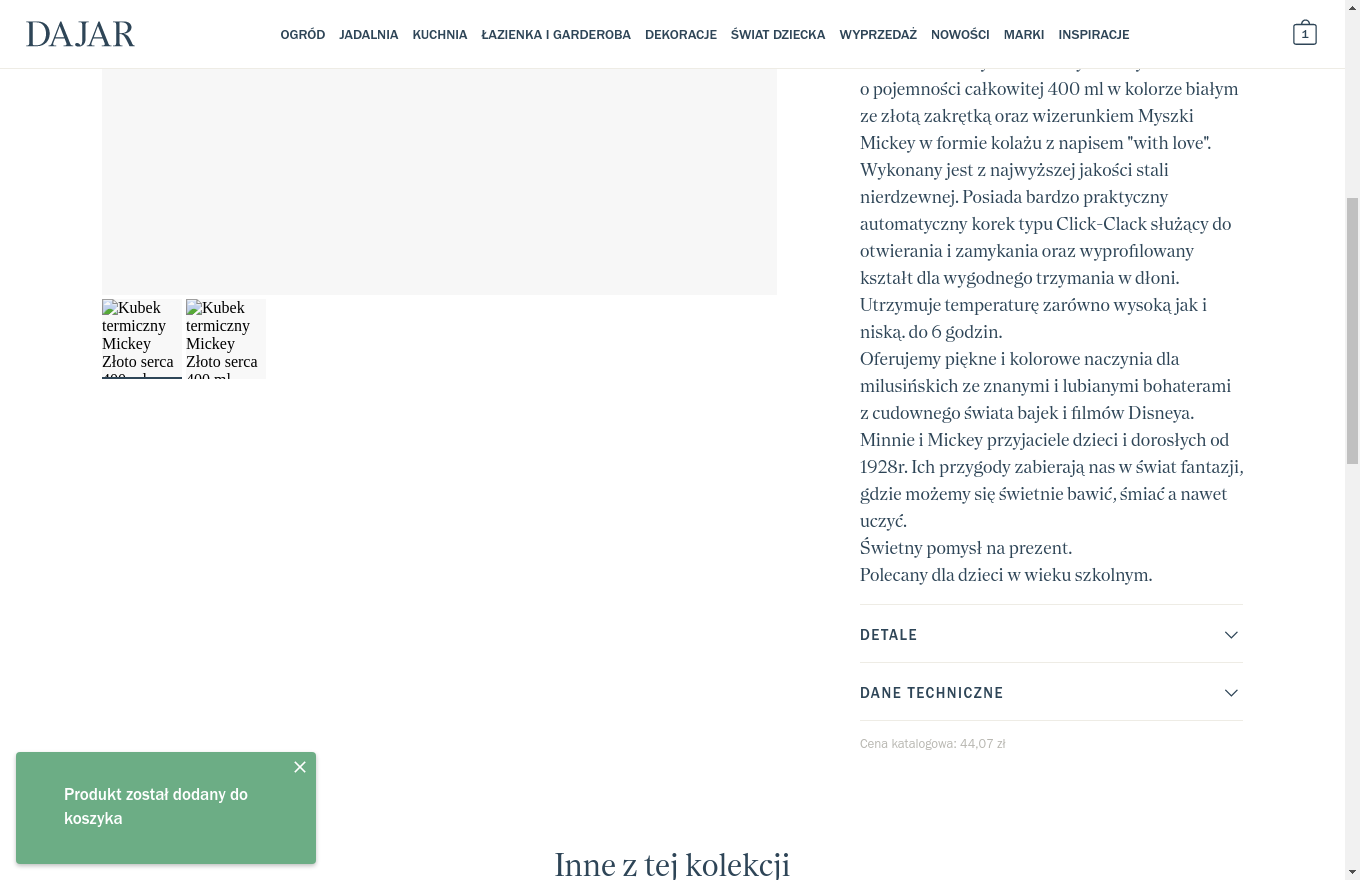 DAJAR
OGRÓD JADALNIA KUCHNIA ŁAZIENKA I GARDEROBA DEKORACJE ŚWIAT DZIECKA WYPRZEDAŻ NOWOŚCI MARKI INSPIRACJE
1
o pojemności całkowitej 400 ml w kolorze białym
ze złotą zakrętką oraz wizerunkiem Myszki
Mickey w formie kolażu z napisem "with love".
Wykonany jest z najwyższej jakości stali
nierdzewnej. Posiada bardzo praktyczny
automatyczny korek typu Click-Clack służący do
otwierania i zamykania oraz wyprofilowany
kształt dla wygodnego trzymania w dłoni.
Utrzymuje temperaturę zarówno wysoką jak i
niską. do 6 godzin.
Oferujemy piękne i kolorowe naczynia dla
milusińskich ze znanymi i lubianymi bohaterami
z cudownego świata bajek i filmów Disneya.
Minnie i Mickey przyjaciele dzieci i dorosłych od
1928r. Ich przygody zabierają nas w świat fantazji,
gdzie możemy się świetnie bawić, śmiać a nawet
uczyć.
Świetny pomysł na prezent.
Polecany dla dzieci w wieku szkolnym.
DETALE
DANE TECHNICZNE
Cena katalogowa: 44,07 zł
Kubek
termiczny
Mickey
Złoto serca
400 ml
Kubek
termiczny
Mickey
Złoto serca
400 ml
Produkt został dodany do
koszyka
Inne z tej kolekcji